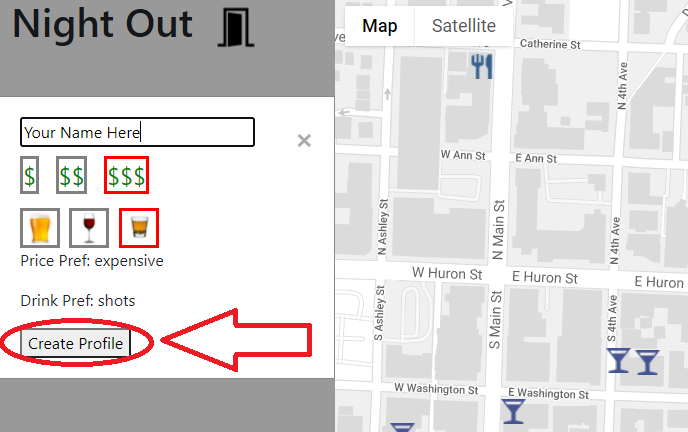 Night Out
Your Name Here
×
$ $$ $$$
Price Pref: expensive
Drink Pref: shots
Create Profile
Map Satellite
Catherine St
N 4th Ave
W Ann St
E Ann St
N Ashley St
N Main St
N 4th Ave
W Huron St
E Huron St
E Huron St
S Ashley St
S Main St
S 4th Ave
W Washington St
E Washington St